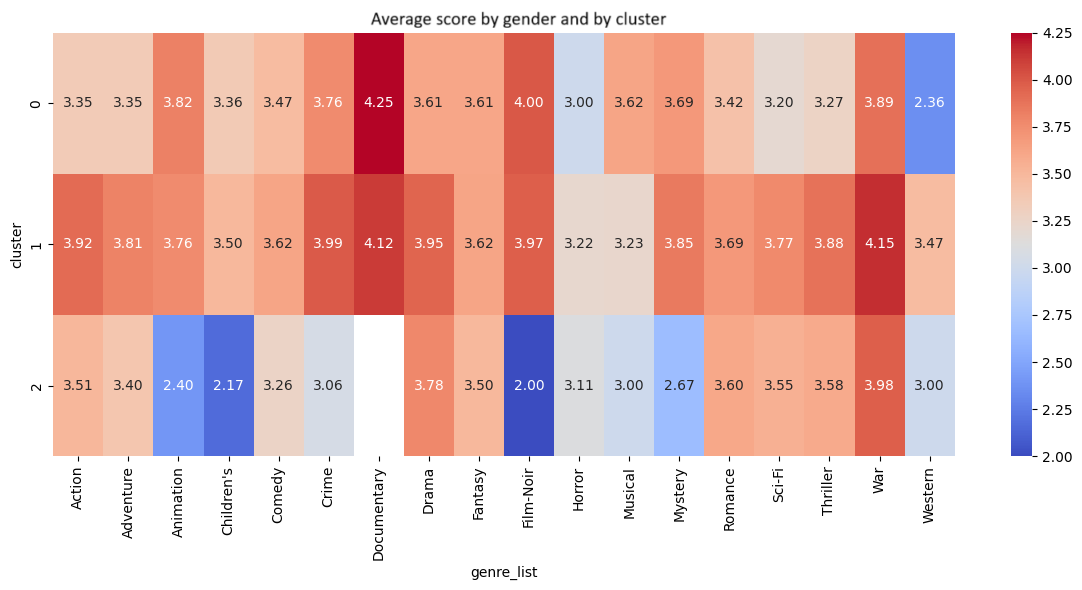 Average score by gender and by cluster
cluster
0
3.35 3.35 3.82 3.36 3.47 3.76 4.25 3.61 3.61 4.00 3.00 3.62 3.69 3.42 3.20 3.27 3.89 2.36
1
3.92 3.81 3.76 3.50 3.62 3.99 4.12 3.95 3.62 3.97 3.22 3.23 3.85 3.69 3.77 3.88 4.15 3.47
2
3.51 3.40 2.40 2.17 3.26 3.06 3.78 3.50 2.00 3.11 3.00 2.67 3.60 3.55 3.58 3.98 3.00
Action
Adventure
Animation
Children's
Comedy
Crime
Documentary
Drama
Fantasy
Film-Noir
Horror
Musical
Mystery
Romance
Sci-Fi
Thriller
War
Western
genre_list
4.25
4.00
3.75
3.50
3.25
3.00
2.75
2.50
2.25
2.00